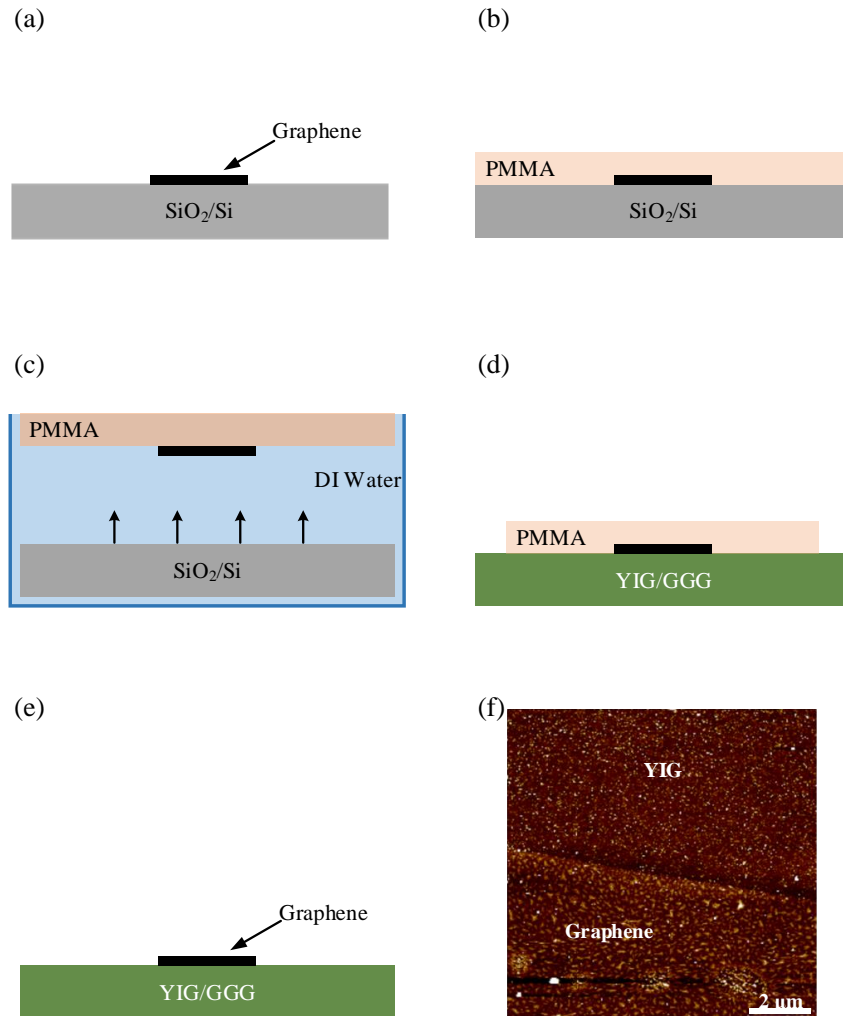 (a)
(b)
Graphene
SiO₂/Si
PMMA
SiO₂/Si
(c)
(d)
PMMA
DI Water
SiO₂/Si
PMMA
YIG/GGG
(e)
(f)
Graphene
YIG/GGG
YIG
Graphene
2 um